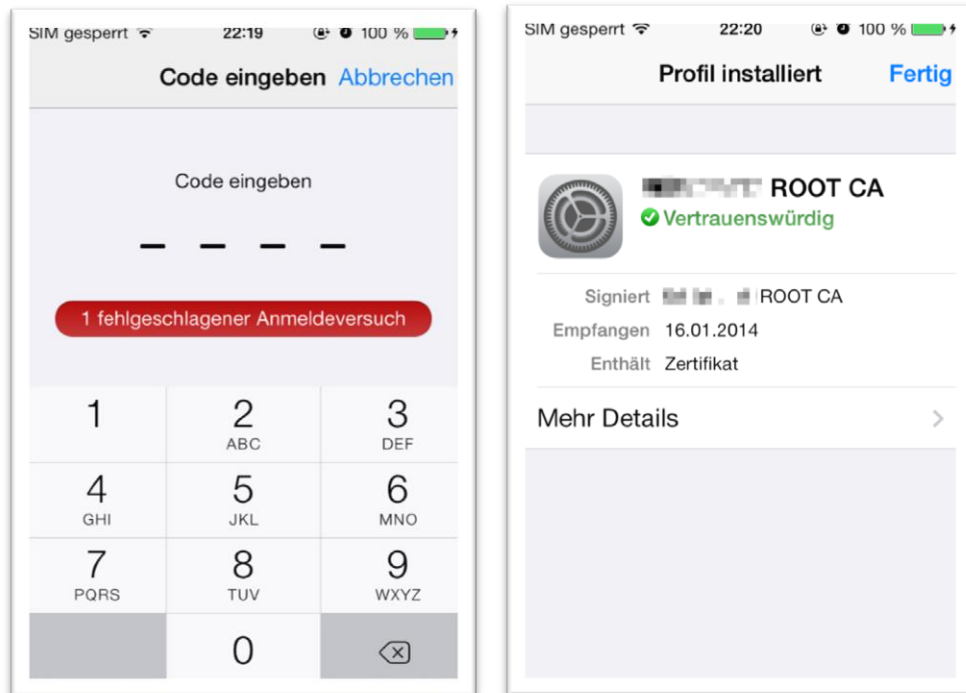 SIM gesperrt 22:19 100 %
Code eingeben Abbrechen
Code eingeben
1 fehlgeschlagener Anmeldeversuch
1 2 3
ABC DEF
4 5 6
GHI JKL MNO
7 8 9
PQRS TUV WXYZ
0
SIM gesperrt 22:20 100 %
Profil installiert Fertig
ROOT CA
Vertrauenswürdig
Signiert ROOT CA
Empfangen 16.01.2014
Enthält Zertifikat
Mehr Details